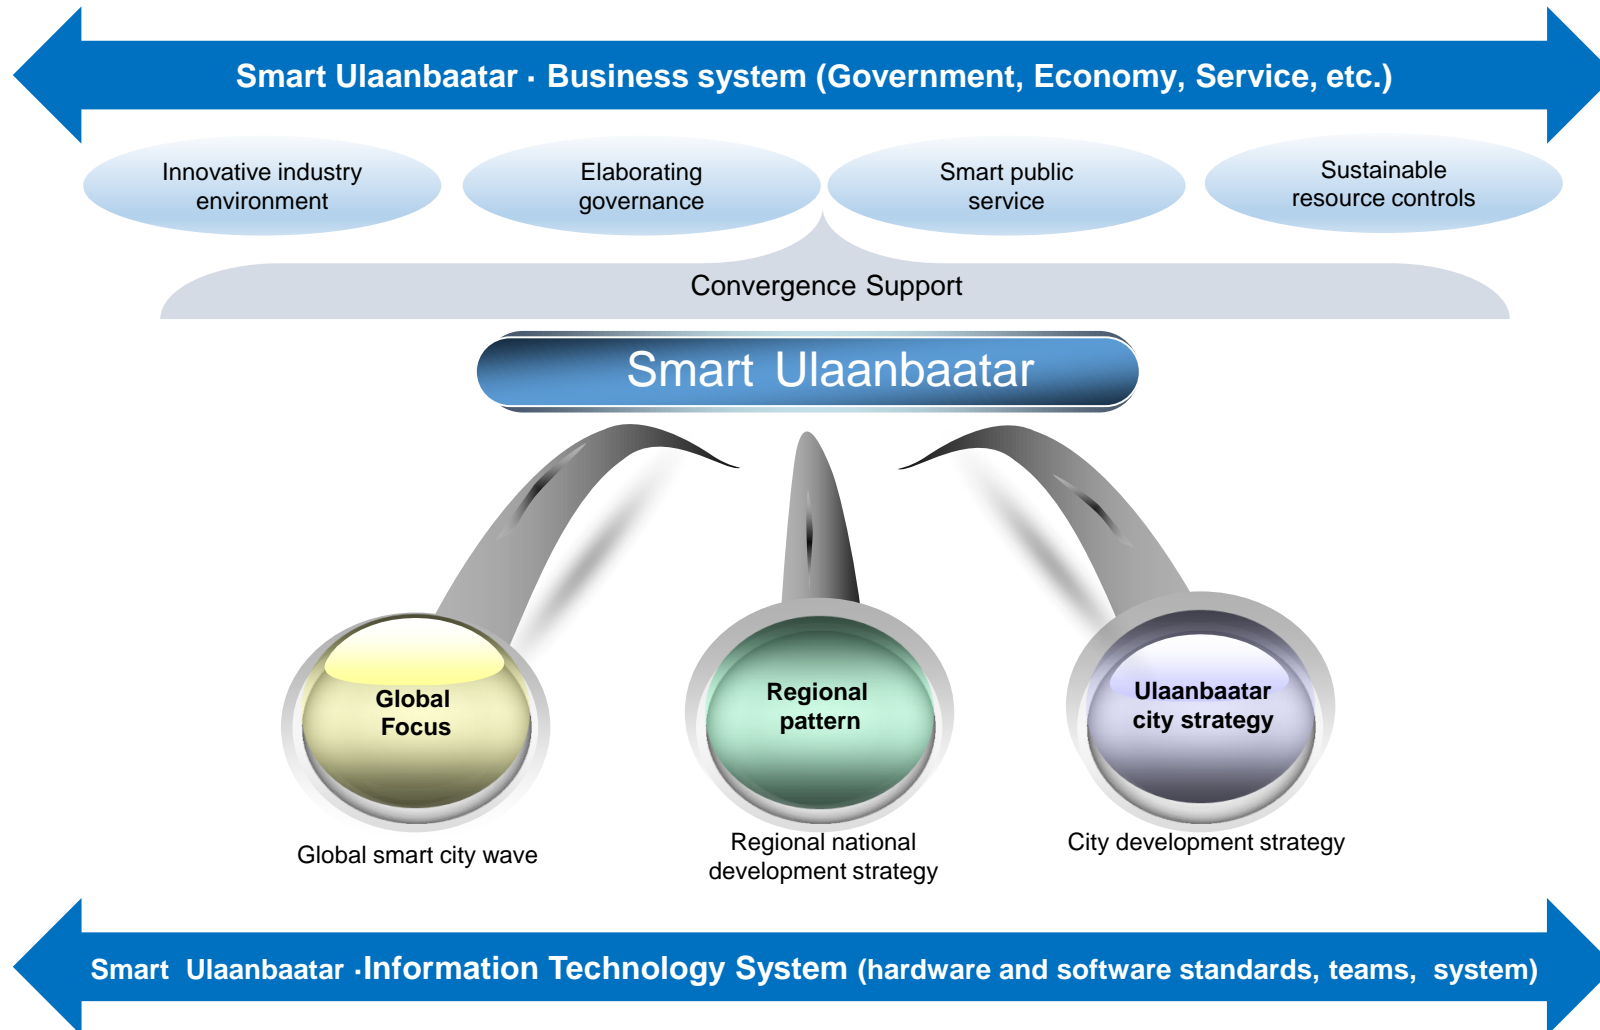 Smart Ulaanbaatar · Business system (Government, Economy, Service, etc.)
Innovative industry
environment
Elaborating
governance
Smart public
service
Sustainable
resource controls
Convergence Support
Smart Ulaanbaatar
Global
Focus
Regional
pattern
Ulaanbaatar
city strategy
Global smart city wave
Regional national
development strategy
City development strategy
Smart Ulaanbaatar ·Information Technology System (hardware and software standards, teams, system)